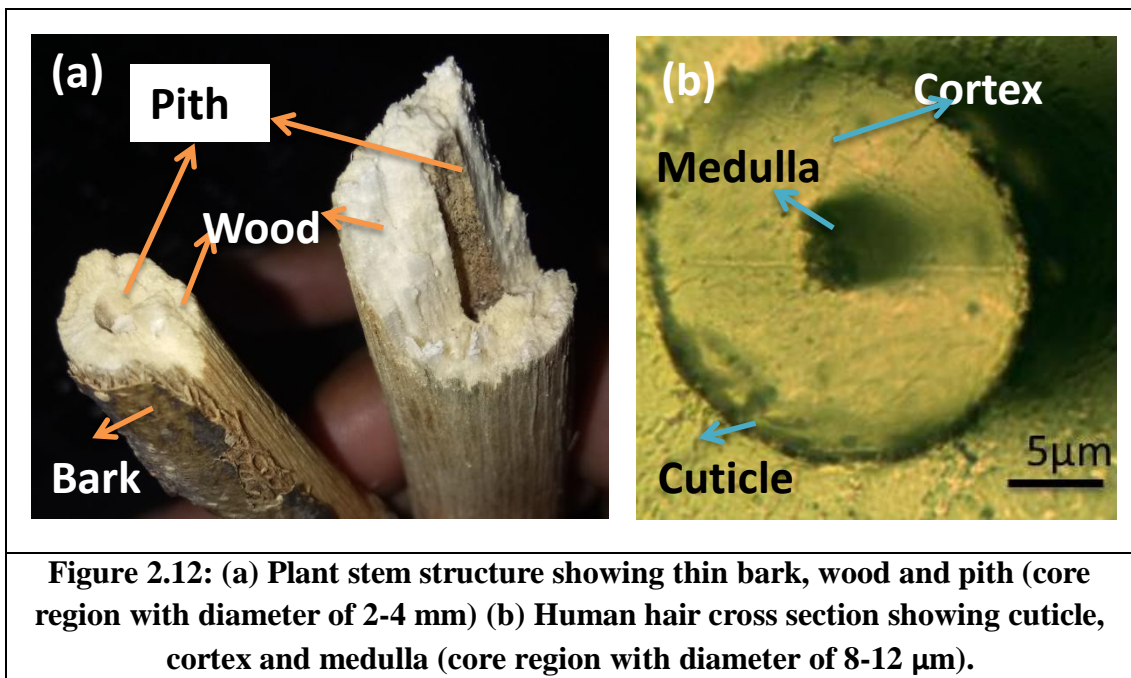 (a)
Pith
Wood
Bark
(b)
Cortex
Medulla
Cuticle
5µm
Figure 2.12: (a) Plant stem structure showing thin bark, wood and pith (core
region with diameter of 2-4 mm) (b) Human hair cross section showing cuticle,
cortex and medulla (core region with diameter of 8-12 µm).